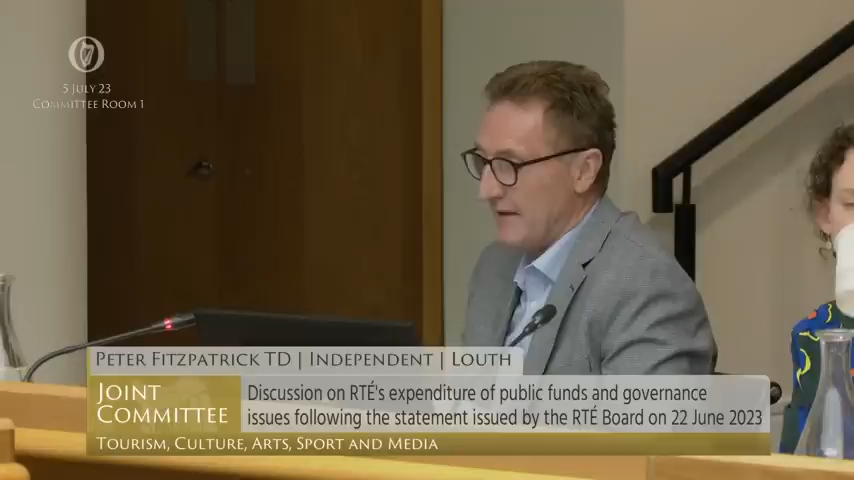 5 July 23
Committee Room 1
Peter Fitzpatrick TD | Independent | Louth
Joint
Committee
Discussion on RTÉ's expenditure of public funds and governance
issues following the statement issued by the RTÉ Board on 22 June 2023
Tourism, Culture, Arts, Sport and Media